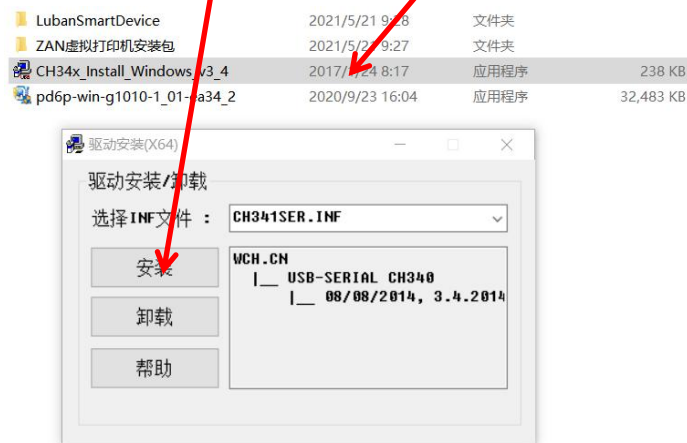 LubanSmartDevice 2021/5/21 9:28 文件夹
ZAN虚拟打印机安装包 2021/5/21 9:27 文件夹
CH34x_Install_Windows_v3_4 8:17 应用程序 238 KB
pd6p-win-g1010-1_01-ea34_2 2020/9/23 16:04 应用程序 32,483 KB
驱动安装(X64)
驱动安装/卸载
选择INF文件 : CH341SER.INF
安装
WCH.CN
|__ USB-SERIAL CH340
|__ 08/08/2014, 3.4.2014
卸载
帮助